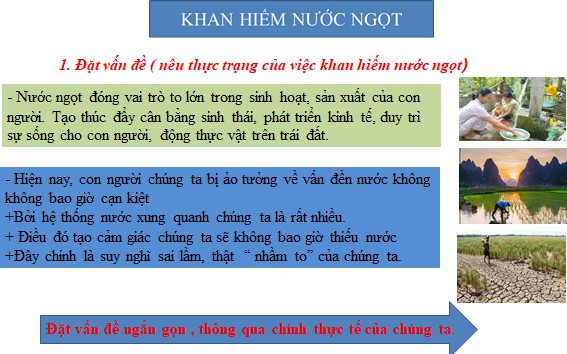 KHAN HIẾM NƯỚC NGỌT
1. Đặt vấn đề ( nêu thực trạng của việc khan hiếm nước ngọt)
- Nước ngọt đóng vai trò to lớn trong sinh hoạt, sản xuất của con
người. Tạo thúc đẩy cân bằng sinh thái, phát triển kinh tế, duy trì
sự sống cho con người, động thực vật trên trái đất.
- Hiện nay, con người chúng ta bị ảo tưởng về vấn đền nước không
không bao giờ cạn kiệt
+Bởi hệ thống nước xung quanh chúng ta là rất nhiều.
+ Điều đó tạo cảm giác chúng ta sẽ không bao giờ thiếu nước
+Đây chính là suy nghĩ sai lầm, thật “ nhầm to” của chúng ta.
Đặt vấn đề ngắn gọn , thông qua chính thực tế của chúng ta.